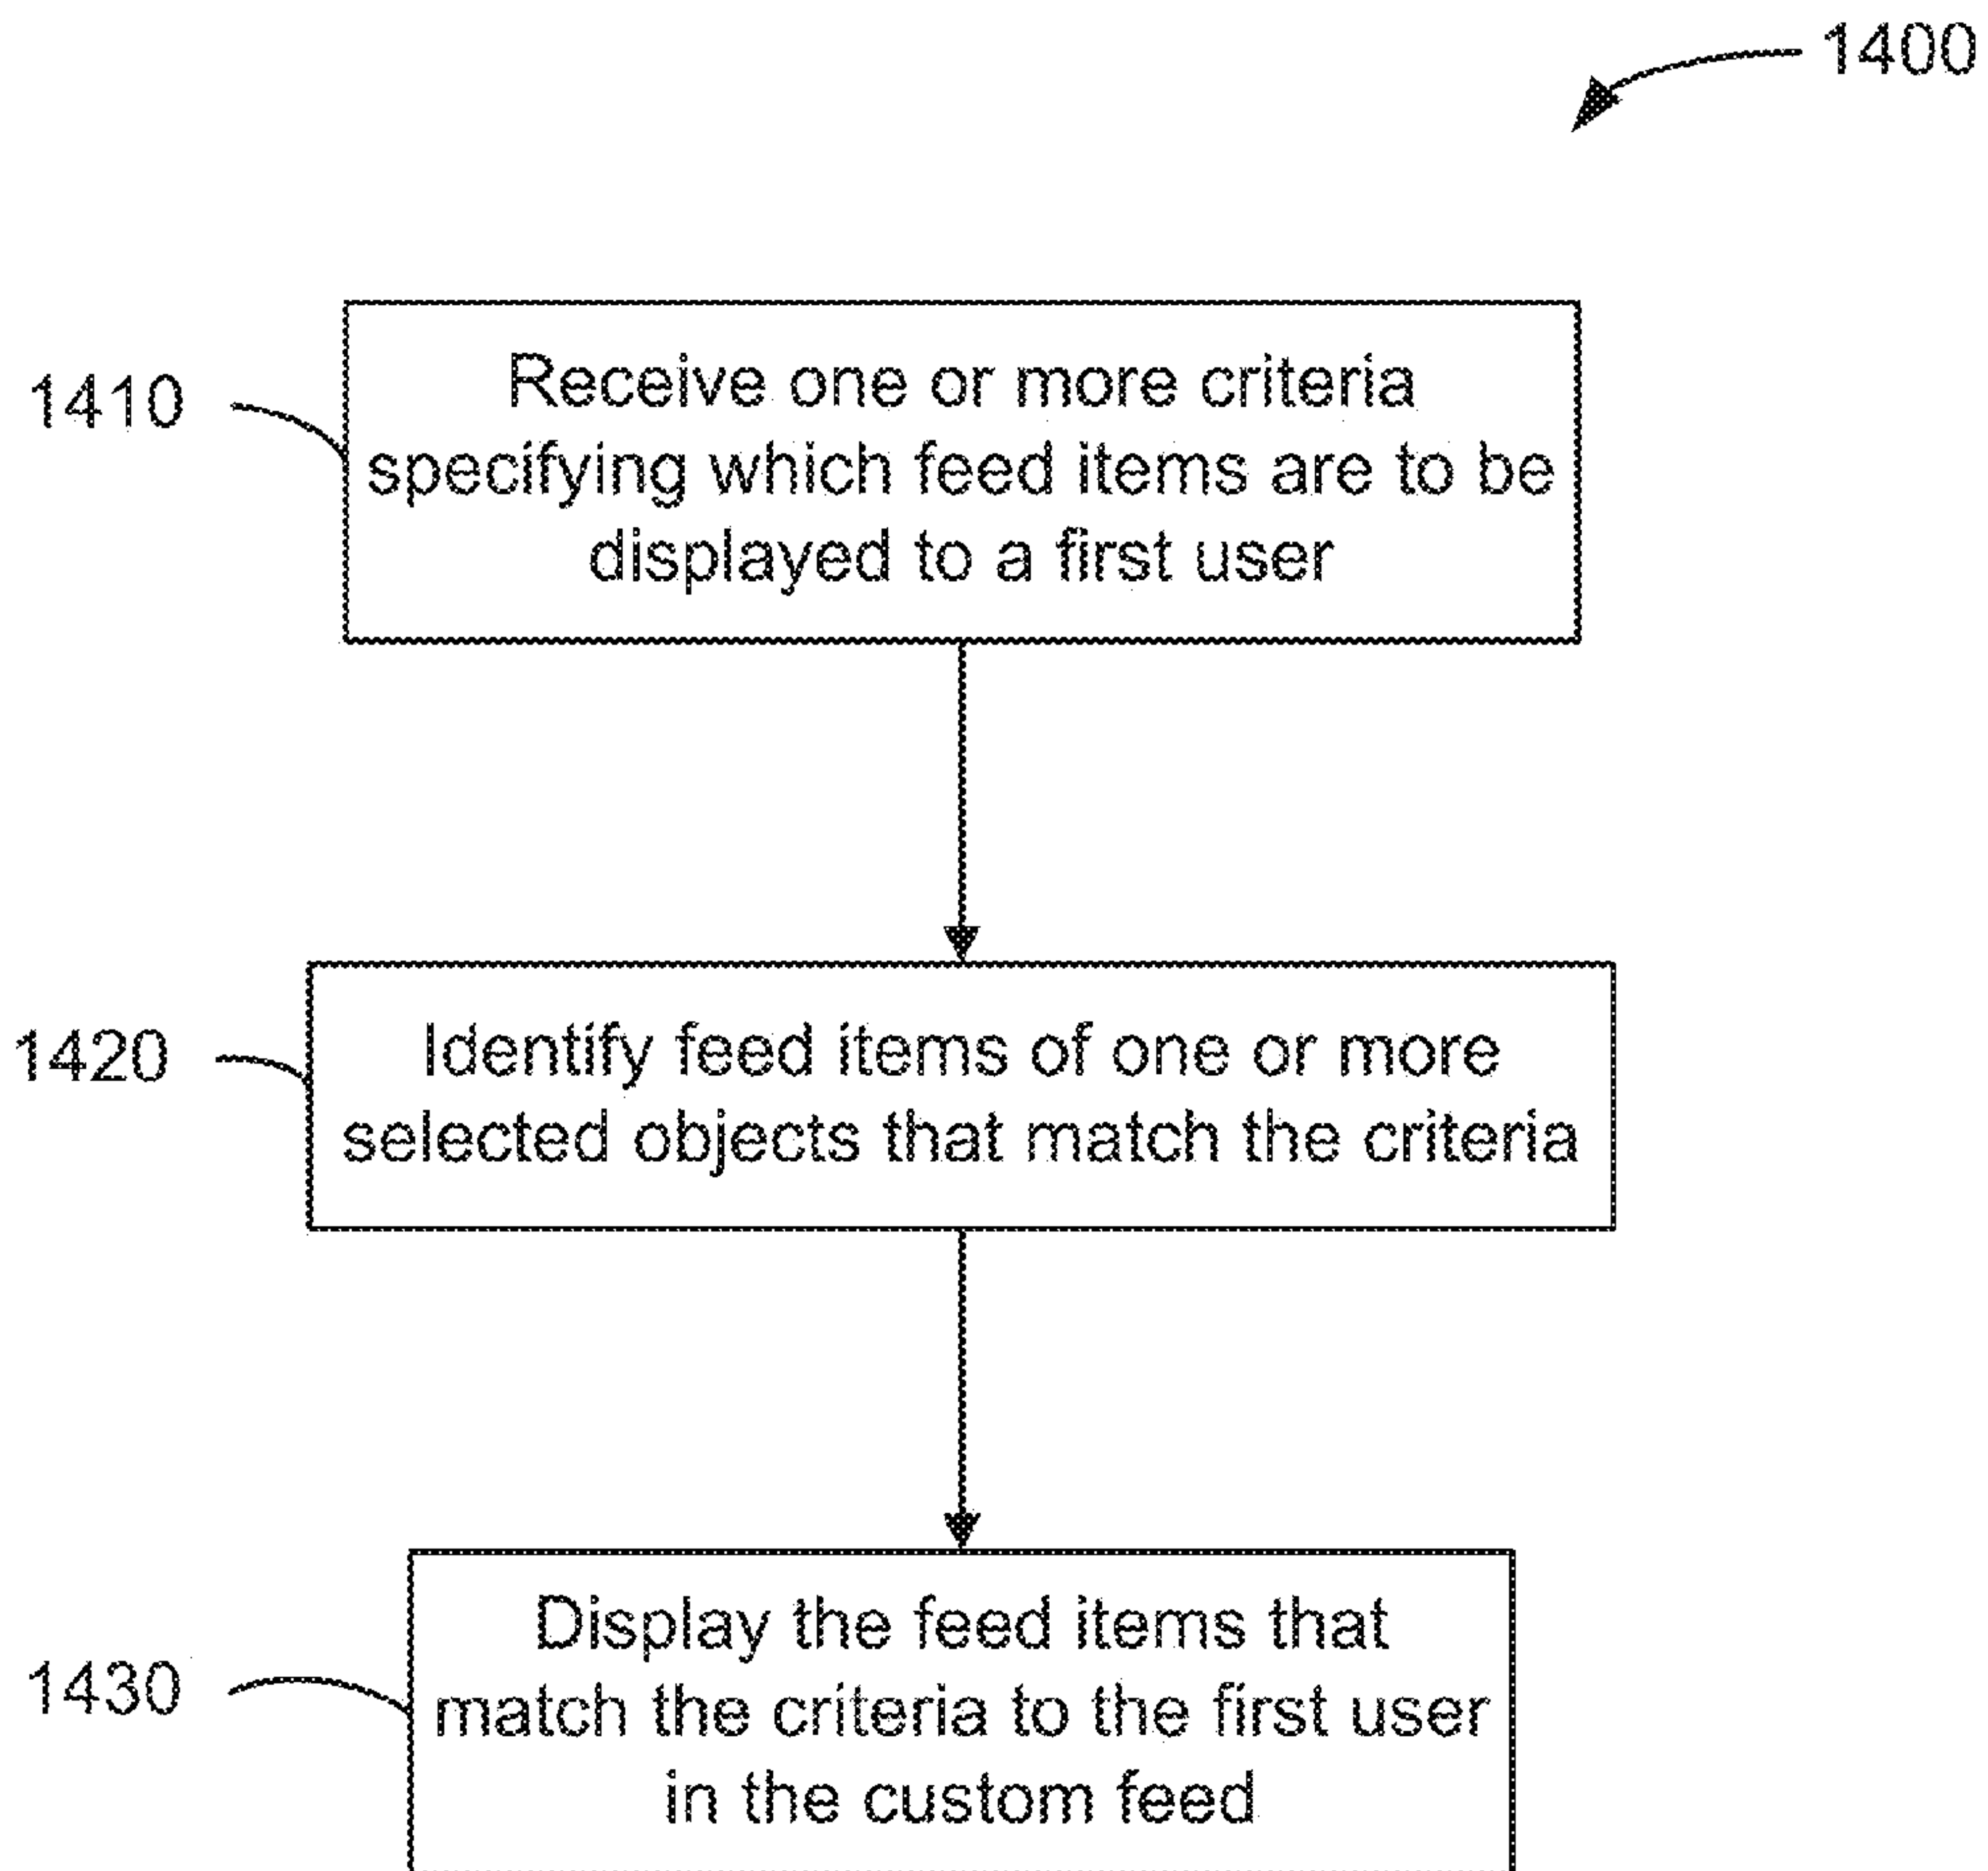 1400
1410
Receive one or more criteria
specifying which feed items are to be
displayed to a first user
1420
Identify feed items of one or more
selected objects that match the criteria
1430
Display the feed items that
match the criteria to the first user
in the custom feed